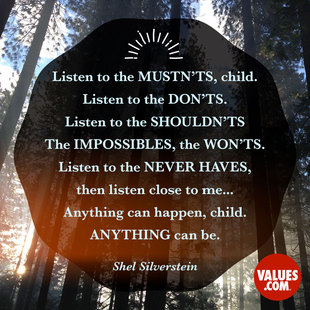 Listen to the MUSTN'TS, child.
Listen to the DON'TS.
Listen to the SHOULDN'TS
The IMPOSSIBLES, the WON'TS.
Listen to the NEVER HAVES,
then listen close to me...
Anything can happen, child.
ANYTHING can be.
Shel Silverstein
VALUES
.COM